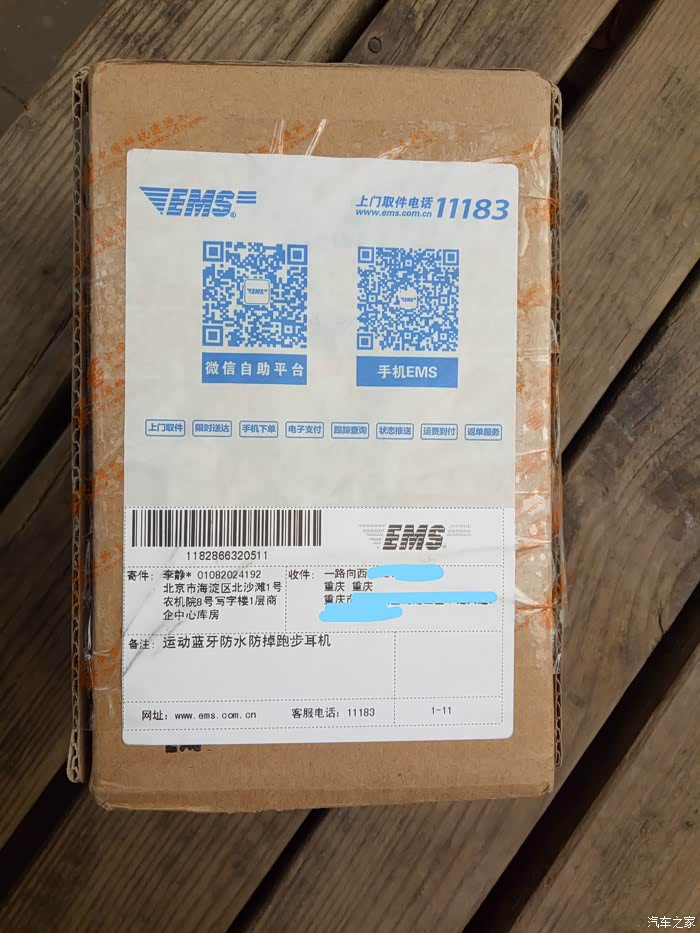 EMS®
上门取件电话
www.ems.com.cn 11183
EMS
EMS
微信自助平台
手机EMS
上门取件 限时送达 手机下单 电子支付 跟踪查询 状态推送 运费到付 返单服务
1182866320511
EMS
寄件: 李静* 01082024192
北京市海淀区北沙滩1号
农机院8号写字楼1层商
企中心库房
收件: 一路向西
重庆 重庆
重庆市
备注: 运动蓝牙防水防掉跑步耳机
网址: www.ems.com.cn 客服电话: 11183 1-11
汽车之家